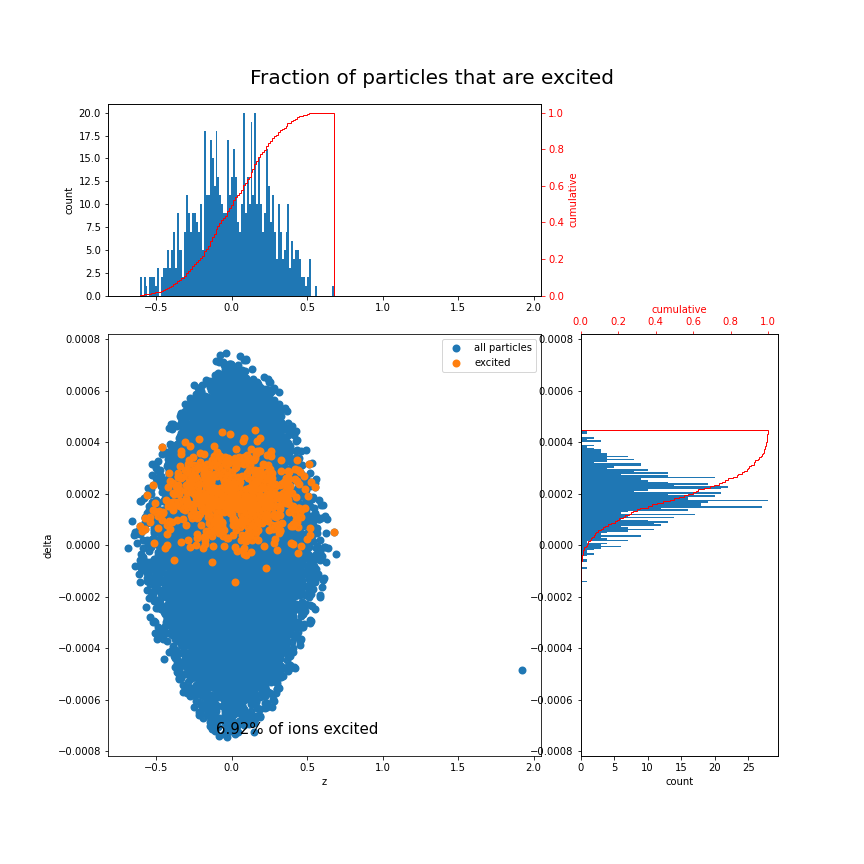 Fraction of particles that are excited
20.0
17.5
15.0
12.5
10.0
7.5
5.0
2.5
0.0
count
−0.5 0.0 0.5 1.0 1.5 2.0
1.0
0.8
0.6
0.4
0.2
0.0
cumulative
0.0008
0.0006
0.0004
0.0002
0.0000
−0.0002
−0.0004
−0.0006
−0.0008
delta
all particles
excited
6.92% of ions excited
−0.5 0.0 0.5 1.0 1.5 2.0
z
cumulative
0.0 0.2 0.4 0.6 0.8 1.0
0.0008
0.0006
0.0004
0.0002
0.0000
−0.0002
−0.0004
−0.0006
−0.0008
0 5 10 15 20 25
count